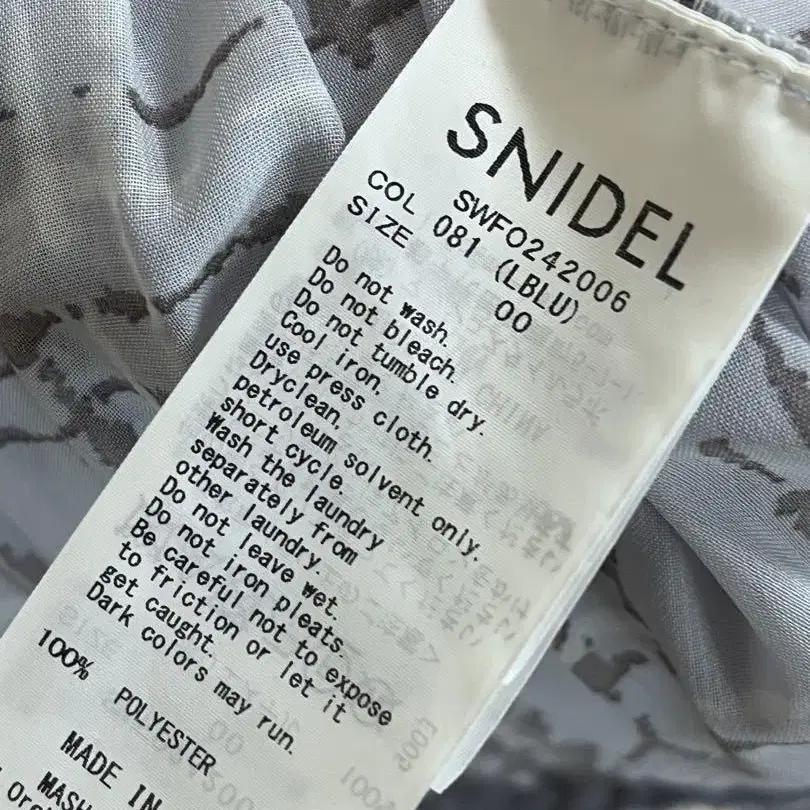 SNIDEL
SWFO242006
COL 081 (LBLU)
SIZE 00
Do not wash.
Do not bleach.
Do not tumble dry.
Cool iron,
use press cloth.
Dryclean,
petroleum solvent only.
short cycle.
Wash the laundry
separately from
other laundry.
Do not leave wet.
Do not iron pleats.
Be careful not to expose
to friction or let it
get caught.
Dark colors may run.
100% POLYESTER
MADE IN
MASH